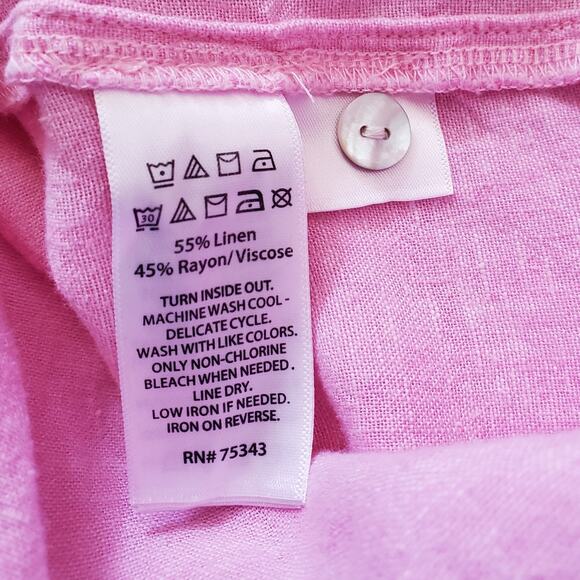 30
55% Linen
45% Rayon/Viscose
TURN INSIDE OUT.
MACHINE WASH COOL -
DELICATE CYCLE.
WASH WITH LIKE COLORS.
ONLY NON-CHLORINE
BLEACH WHEN NEEDED.
LINE DRY.
LOW IRON IF NEEDED.
IRON ON REVERSE.
RN# 75343